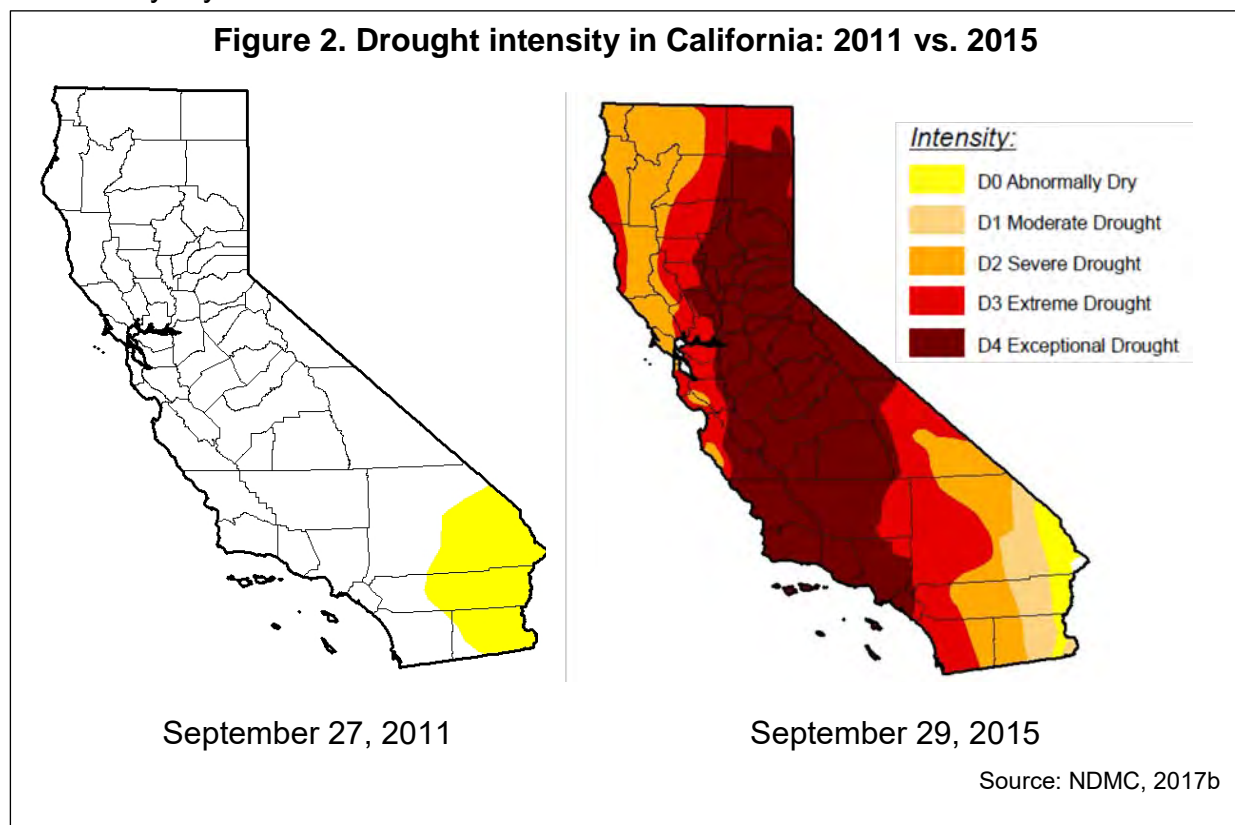 Figure 2. Drought intensity in California: 2011 vs. 2015
Intensity:
D0 Abnormally Dry
D1 Moderate Drought
D2 Severe Drought
D3 Extreme Drought
D4 Exceptional Drought
September 27, 2011
September 29, 2015
Source: NDMC, 2017b